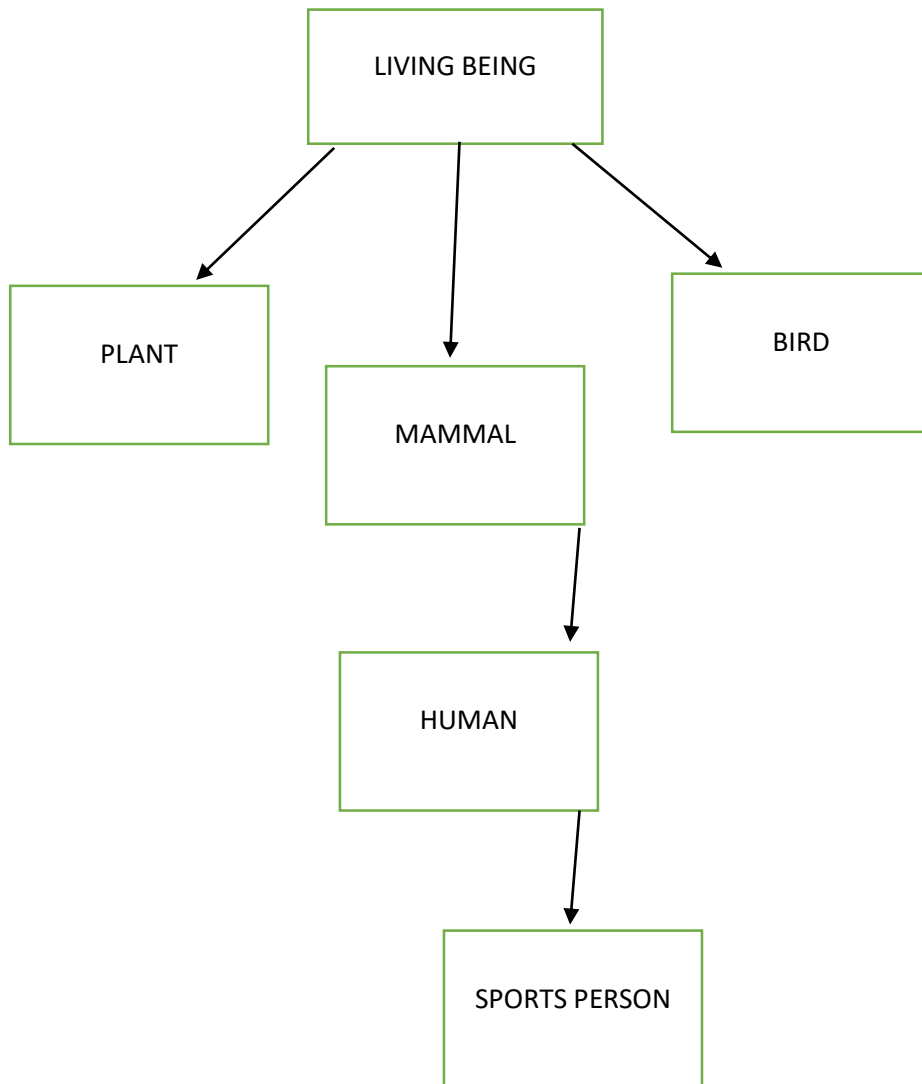 LIVING BEING
PLANT
BIRD
MAMMAL
HUMAN
SPORTS PERSON